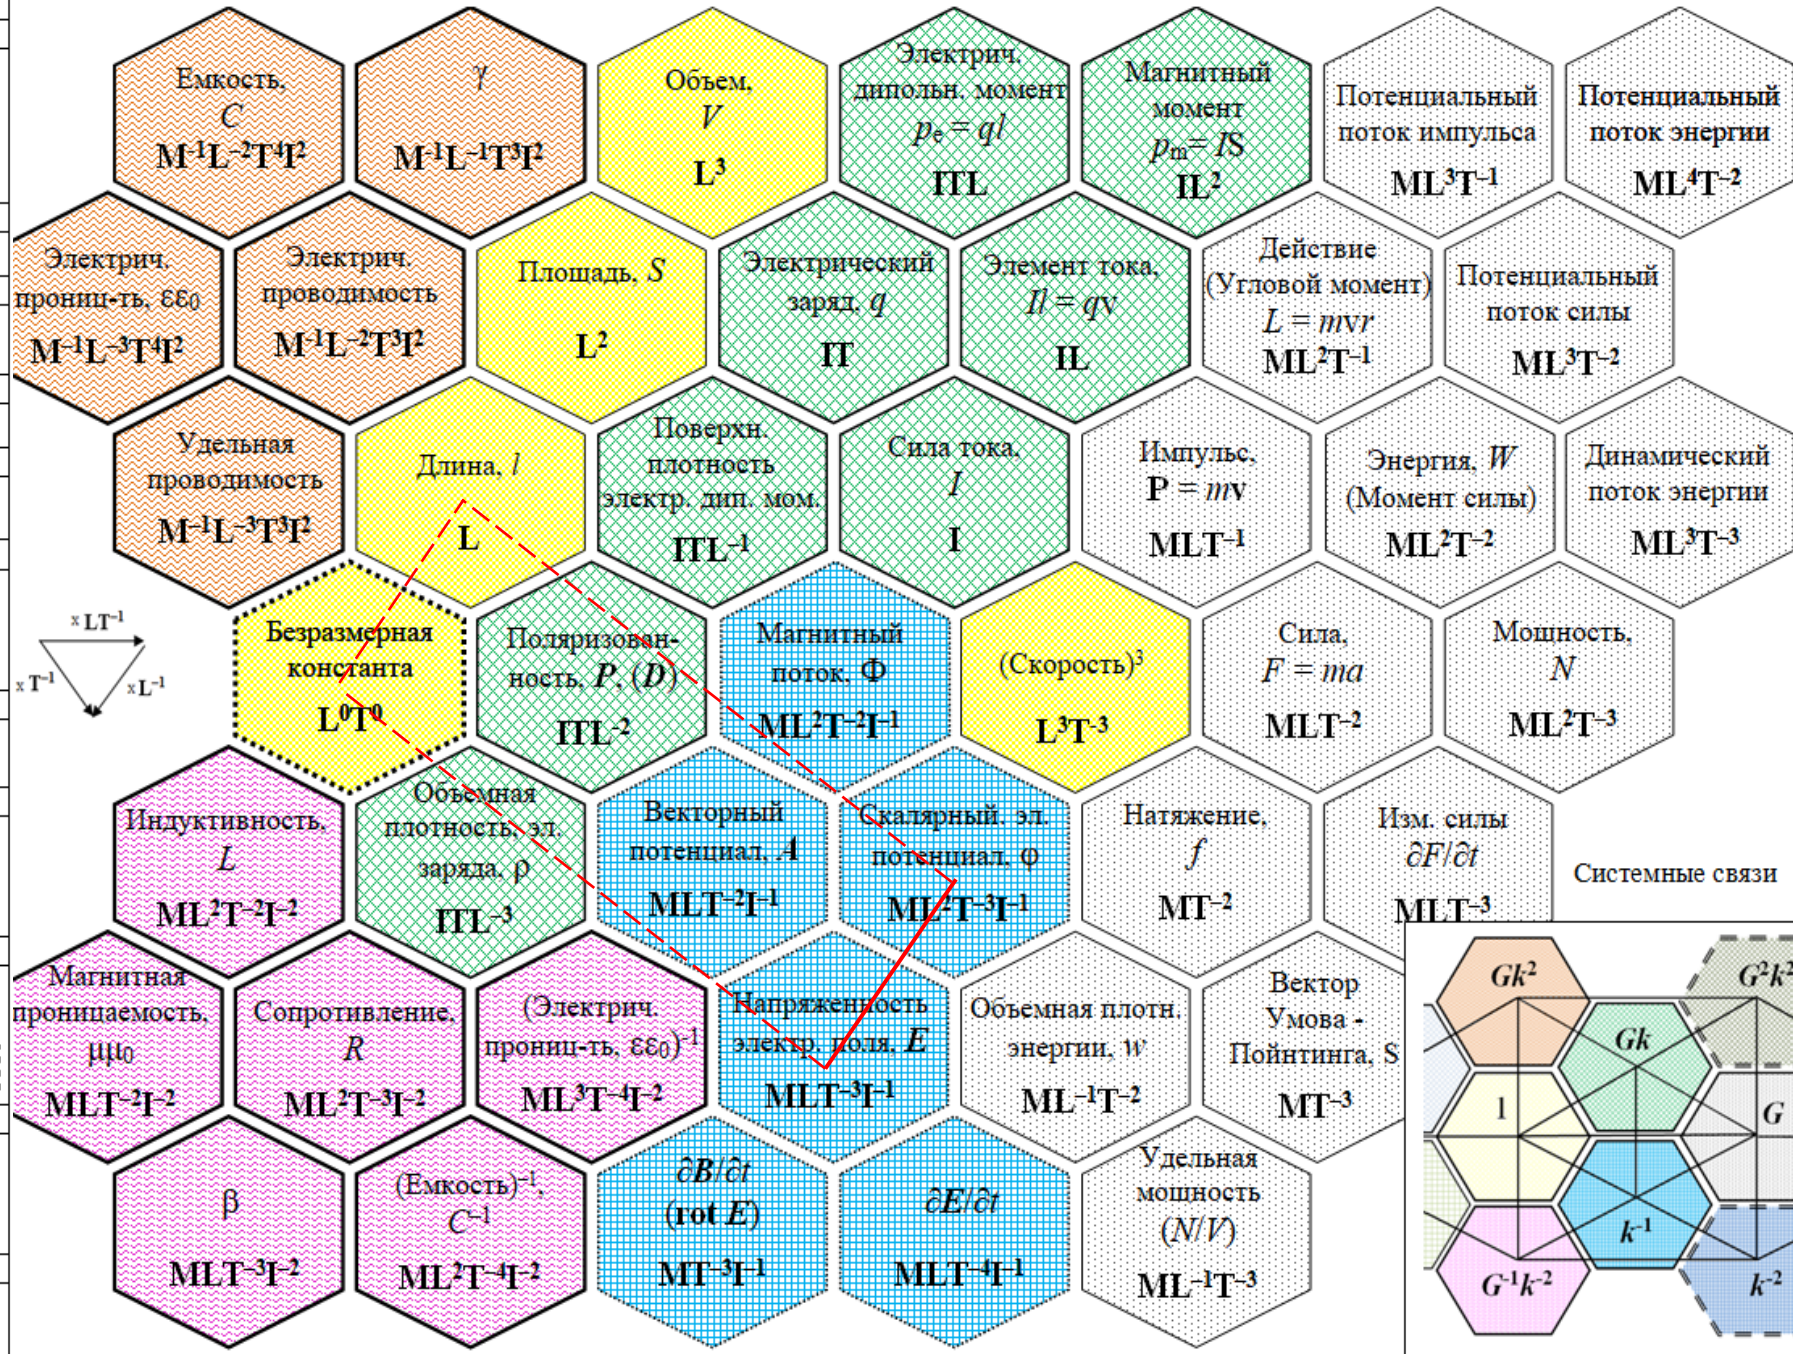 Емкость,
C
M⁻¹L⁻²T⁴I²
γ
M⁻¹L⁻¹T³I²
Объем,
V
L³
Электрич.
дипольн. момент
pₑ = ql
ITL
Магнитный
момент
pₘ= IS
IL²
Потенциальный
поток импульса
ML³T⁻¹
Потенциальный
поток энергии
ML⁴T⁻²
Электрич.
прониц-ть, εε₀
M⁻¹L⁻³T⁴I²
Электрич.
проводимость
M⁻¹L⁻²T³I²
Площадь, S
L²
Электрический
заряд, q
IT
Элемент тока,
Il = qv
IL
Действие
(Угловой момент)
L = mvr
ML²T⁻¹
Потенциальный
поток силы
ML³T⁻²
Удельная
проводимость
M⁻¹L⁻³T³I²
Длина, l
L
Поверхн.
плотность
электр. дип. мом.
ITL⁻¹
Сила тока,
I
I
Импульс,
P = mv
MLT⁻¹
Энергия, W
(Момент силы)
ML²T⁻²
Динамический
поток энергии
ML³T⁻³
x LT⁻¹
x T⁻¹
x L⁻¹
Безразмерная
константа
L⁰T⁰
Поляризован-
ность, P, (D)
ITL⁻²
Магнитный
поток, Φ
ML²T⁻²I⁻¹
(Скорость)³
L³T⁻³
Сила,
F = ma
MLT⁻²
Мощность,
N
ML²T⁻³
Индуктивность,
L
ML²T⁻²I⁻²
Объемная
плотность, эл.
заряда, ρ
ITL⁻³
Векторный
потенциал, A
MLT⁻²I⁻¹
Скалярный. эл.
потенциал, φ
ML²T⁻³I⁻¹
Натяжение,
f
MT⁻²
Изм. силы
∂F/∂t
MLT⁻³
Системные связи
Магнитная
проницаемость,
μμ₀
MLT⁻²I⁻²
Сопротивление,
R
ML²T⁻³I⁻²
(Электрич.
прониц-ть, εε₀)⁻¹
ML³T⁻⁴I⁻²
Напряженность
электр. поля, E
MLT⁻³I⁻¹
Объемная плотн.
энергии, w
ML⁻¹T⁻²
Вектор
Умова -
Пойнтинга, S
MT⁻³
β
MLT⁻³I⁻²
(Емкость)⁻¹,
C⁻¹
ML²T⁻⁴I⁻²
∂B/∂t
(rot E)
MT⁻³I⁻¹
∂E/∂t
MLT⁻⁴I⁻¹
Удельная
мощность
(N/V)
ML⁻¹T⁻³
Gk²
G²k²
Gk
1
G
k⁻¹
G⁻¹k⁻²
k⁻²